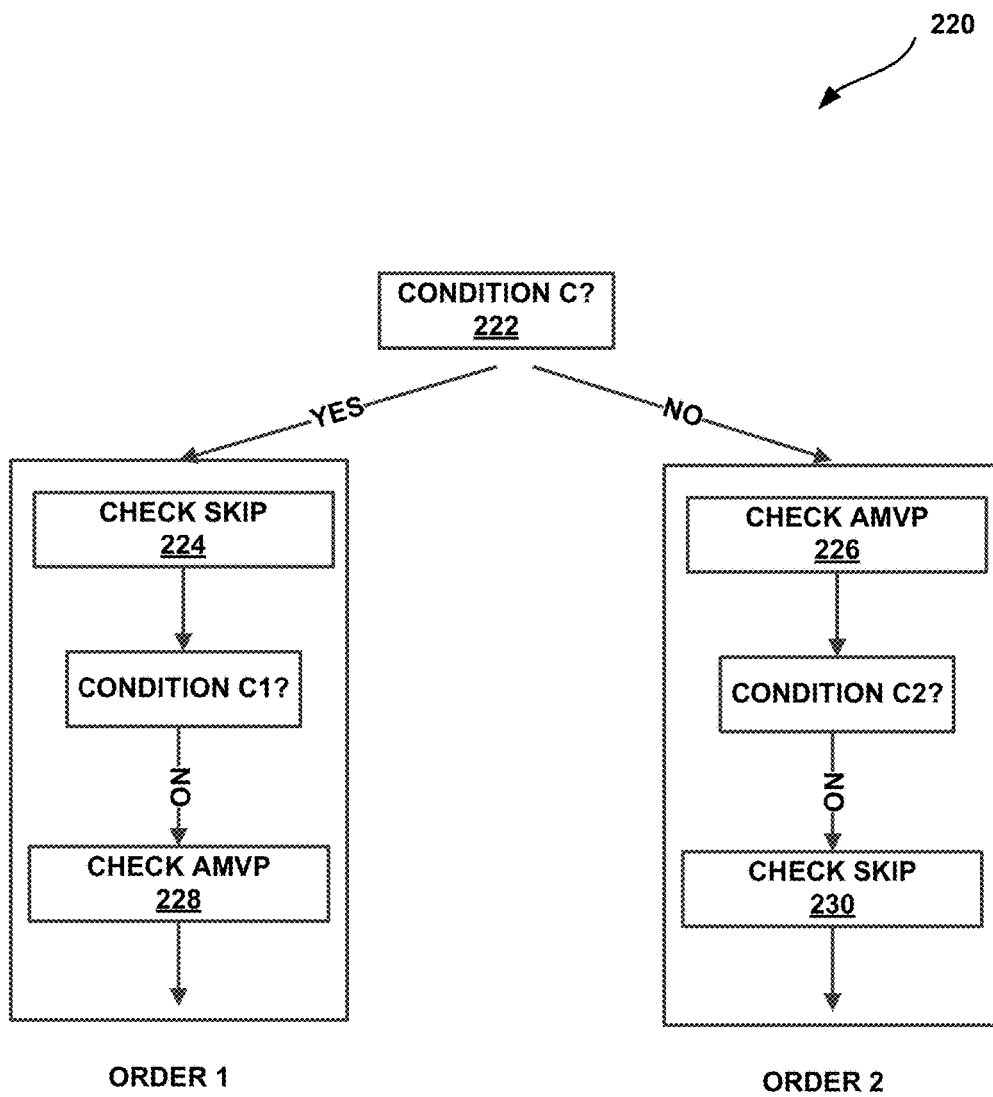 220
CONDITION C?
222
YES
NO
CHECK SKIP
224
CONDITION C1?
NO
CHECK AMVP
228
ORDER 1
CHECK AMVP
226
CONDITION C2?
NO
CHECK SKIP
230
ORDER 2